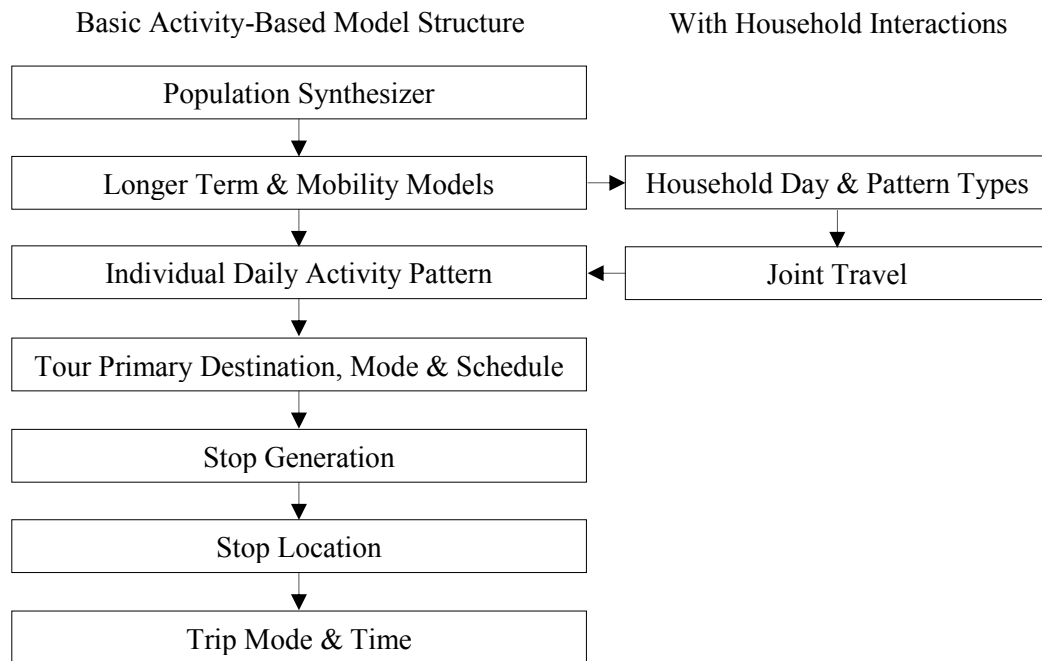 Basic Activity-Based Model Structure
With Household Interactions
Population Synthesizer
Longer Term & Mobility Models
Household Day & Pattern Types
Individual Daily Activity Pattern
Joint Travel
Tour Primary Destination, Mode & Schedule
Stop Generation
Stop Location
Trip Mode & Time